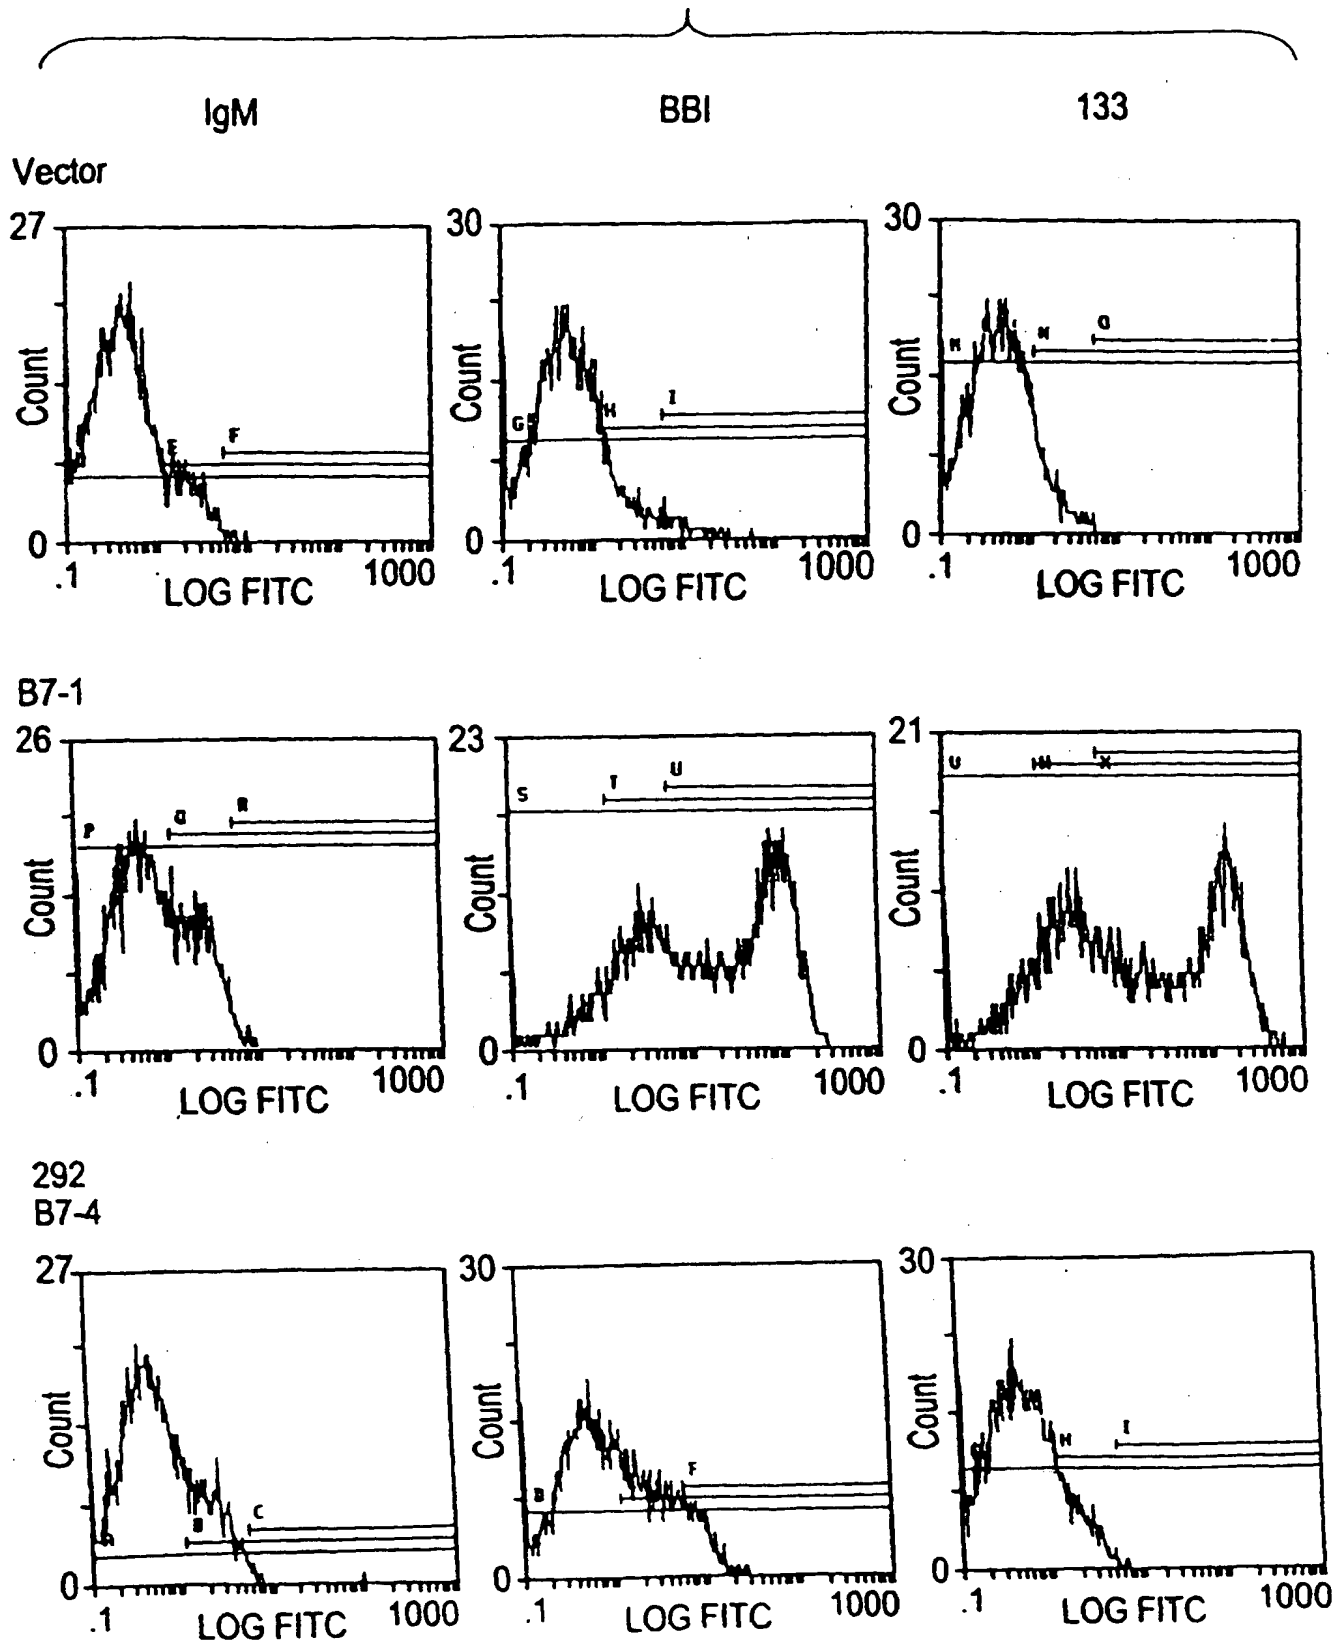 IgM BBI 133
Vector
27 30 30
Count Count Count
E F
G H I
M N O
0 0 0
.1 1000 .1 1000 .1 1000
LOG FITC LOG FITC LOG FITC
B7-1
26 23 21
P Q R
S T U
X
Count Count Count
0 0 0
.1 1000 .1 1000 .1 1000
LOG FITC LOG FITC LOG FITC
292
B7-4
27 30 30
Count Count Count
C
F
H I
0 0 0
.1 1000 .1 1000 .1 1000
LOG FITC LOG FITC LOG FITC